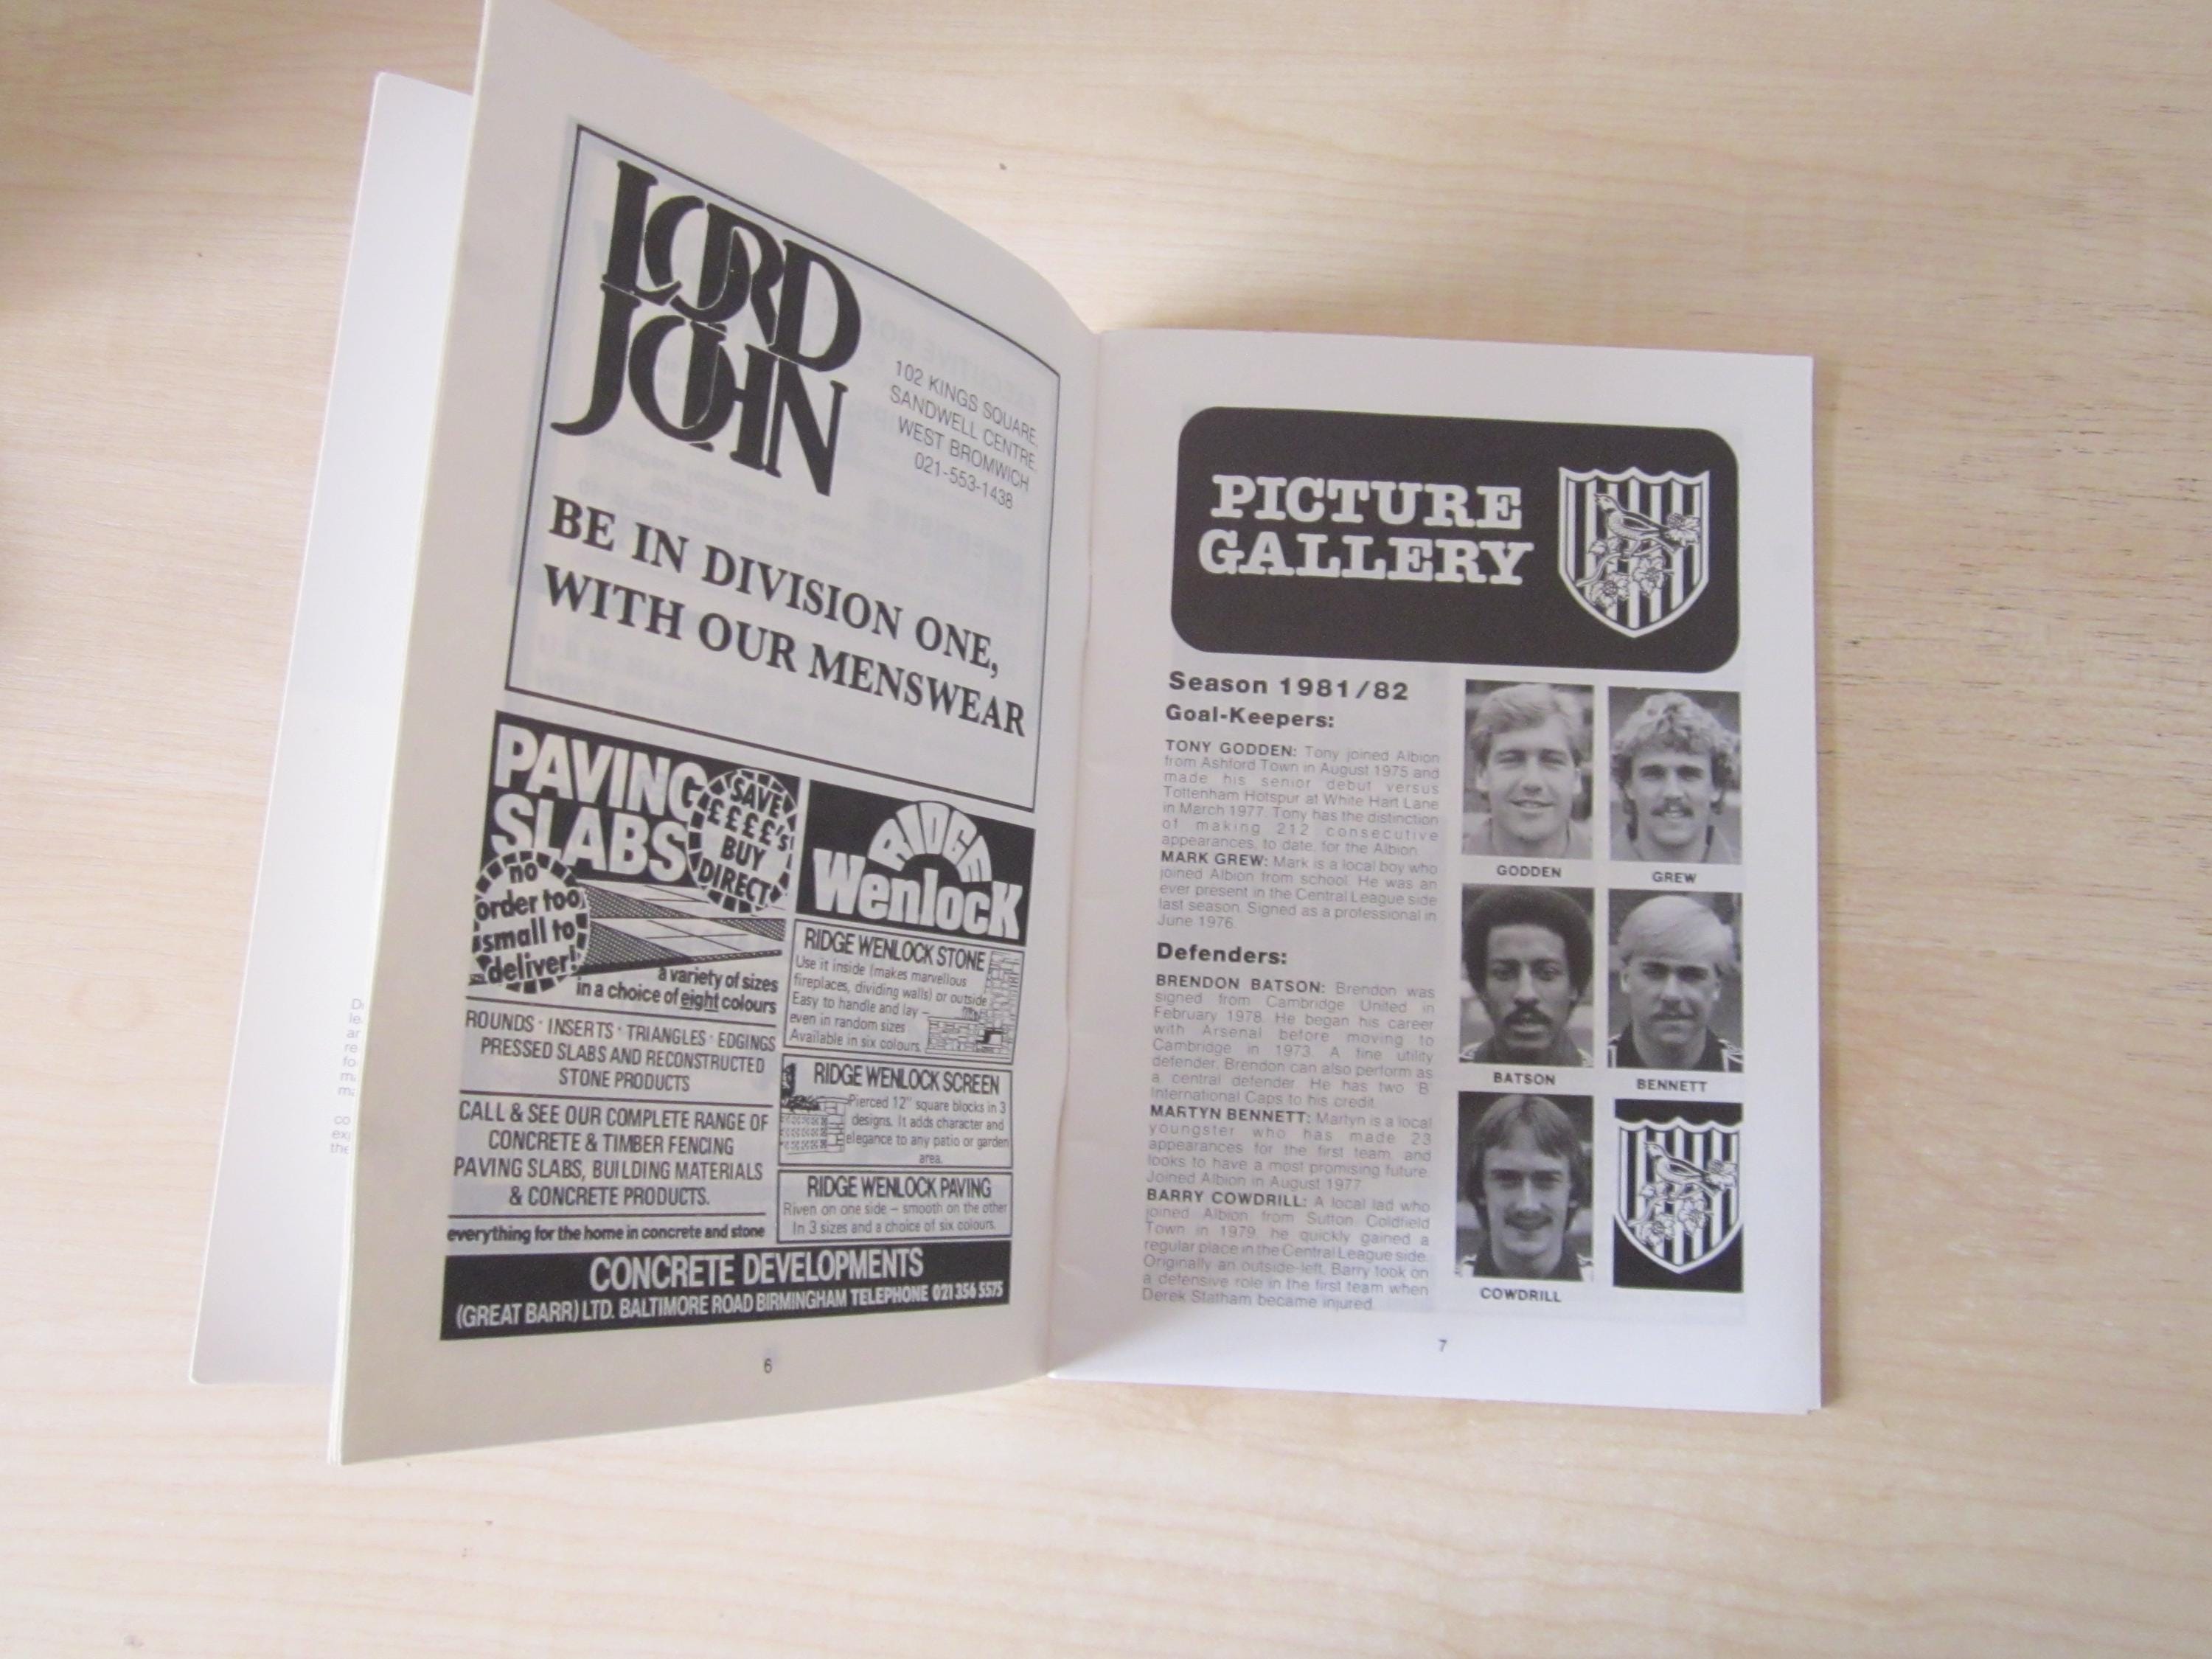 LORD
JOHN
102 KINGS SQUARE,
SANDWELL CENTRE,
WEST BROMWICH
021-553-1438
BE IN DIVISION ONE,
WITH OUR MENSWEAR
PAVING
SLABS
SAVE
££££'s
BUY
DIRECT
no
order too
small to
deliver!
a variety of sizes
in a choice of eight colours
ROUNDS · INSERTS · TRIANGLES · EDGINGS
PRESSED SLABS AND RECONSTRUCTED
STONE PRODUCTS
CALL & SEE OUR COMPLETE RANGE OF
CONCRETE & TIMBER FENCING
PAVING SLABS, BUILDING MATERIALS
& CONCRETE PRODUCTS.
everything for the home in concrete and stone
RIDGE
Wenlock
RIDGE WENLOCK STONE
Use it inside (makes marvellous
fireplaces, dividing walls) or outside
Easy to handle and lay –
even in random sizes
Available in six colours.
RIDGE WENLOCK SCREEN
Pierced 12" square blocks in 3
designs. It adds character and
elegance to any patio or garden
area.
RIDGE WENLOCK PAVING
Riven on one side – smooth on the other
In 3 sizes and a choice of six colours.
CONCRETE DEVELOPMENTS
(GREAT BARR) LTD. BALTIMORE ROAD BIRMINGHAM TELEPHONE 021 356 5575
6
PICTURE
GALLERY
Season 1981/82
Goal-Keepers:
TONY GODDEN: Tony joined Albion
from Ashford Town in August 1975 and
made his senior debut versus
Tottenham Hotspur at White Hart Lane
in March 1977. Tony has the distinction
of making 212 consecutive
appearances, to date, for the Albion.
MARK GREW: Mark is a local boy who
joined Albion from school. He was an
ever present in the Central League side
last season. Signed as a professional in
June 1976.
Defenders:
BRENDON BATSON: Brendon was
signed from Cambridge United in
February 1978. He began his career
with Arsenal before moving to
Cambridge in 1973. A fine utility
defender, Brendon can also perform as
a central defender. He has two 'B'
International Caps to his credit.
MARTYN BENNETT: Martyn is a local
youngster who has made 23
appearances for the first team, and
looks to have a most promising future.
Joined Albion in August 1977.
BARRY COWDRILL: A local lad who
joined Albion from Sutton Coldfield
Town in 1979, he quickly gained a
regular place in the Central League side.
Originally an outside-left, Barry took on
a defensive role in the first team when
Derek Statham became injured.
GODDEN
GREW
BATSON
BENNETT
COWDRILL
7